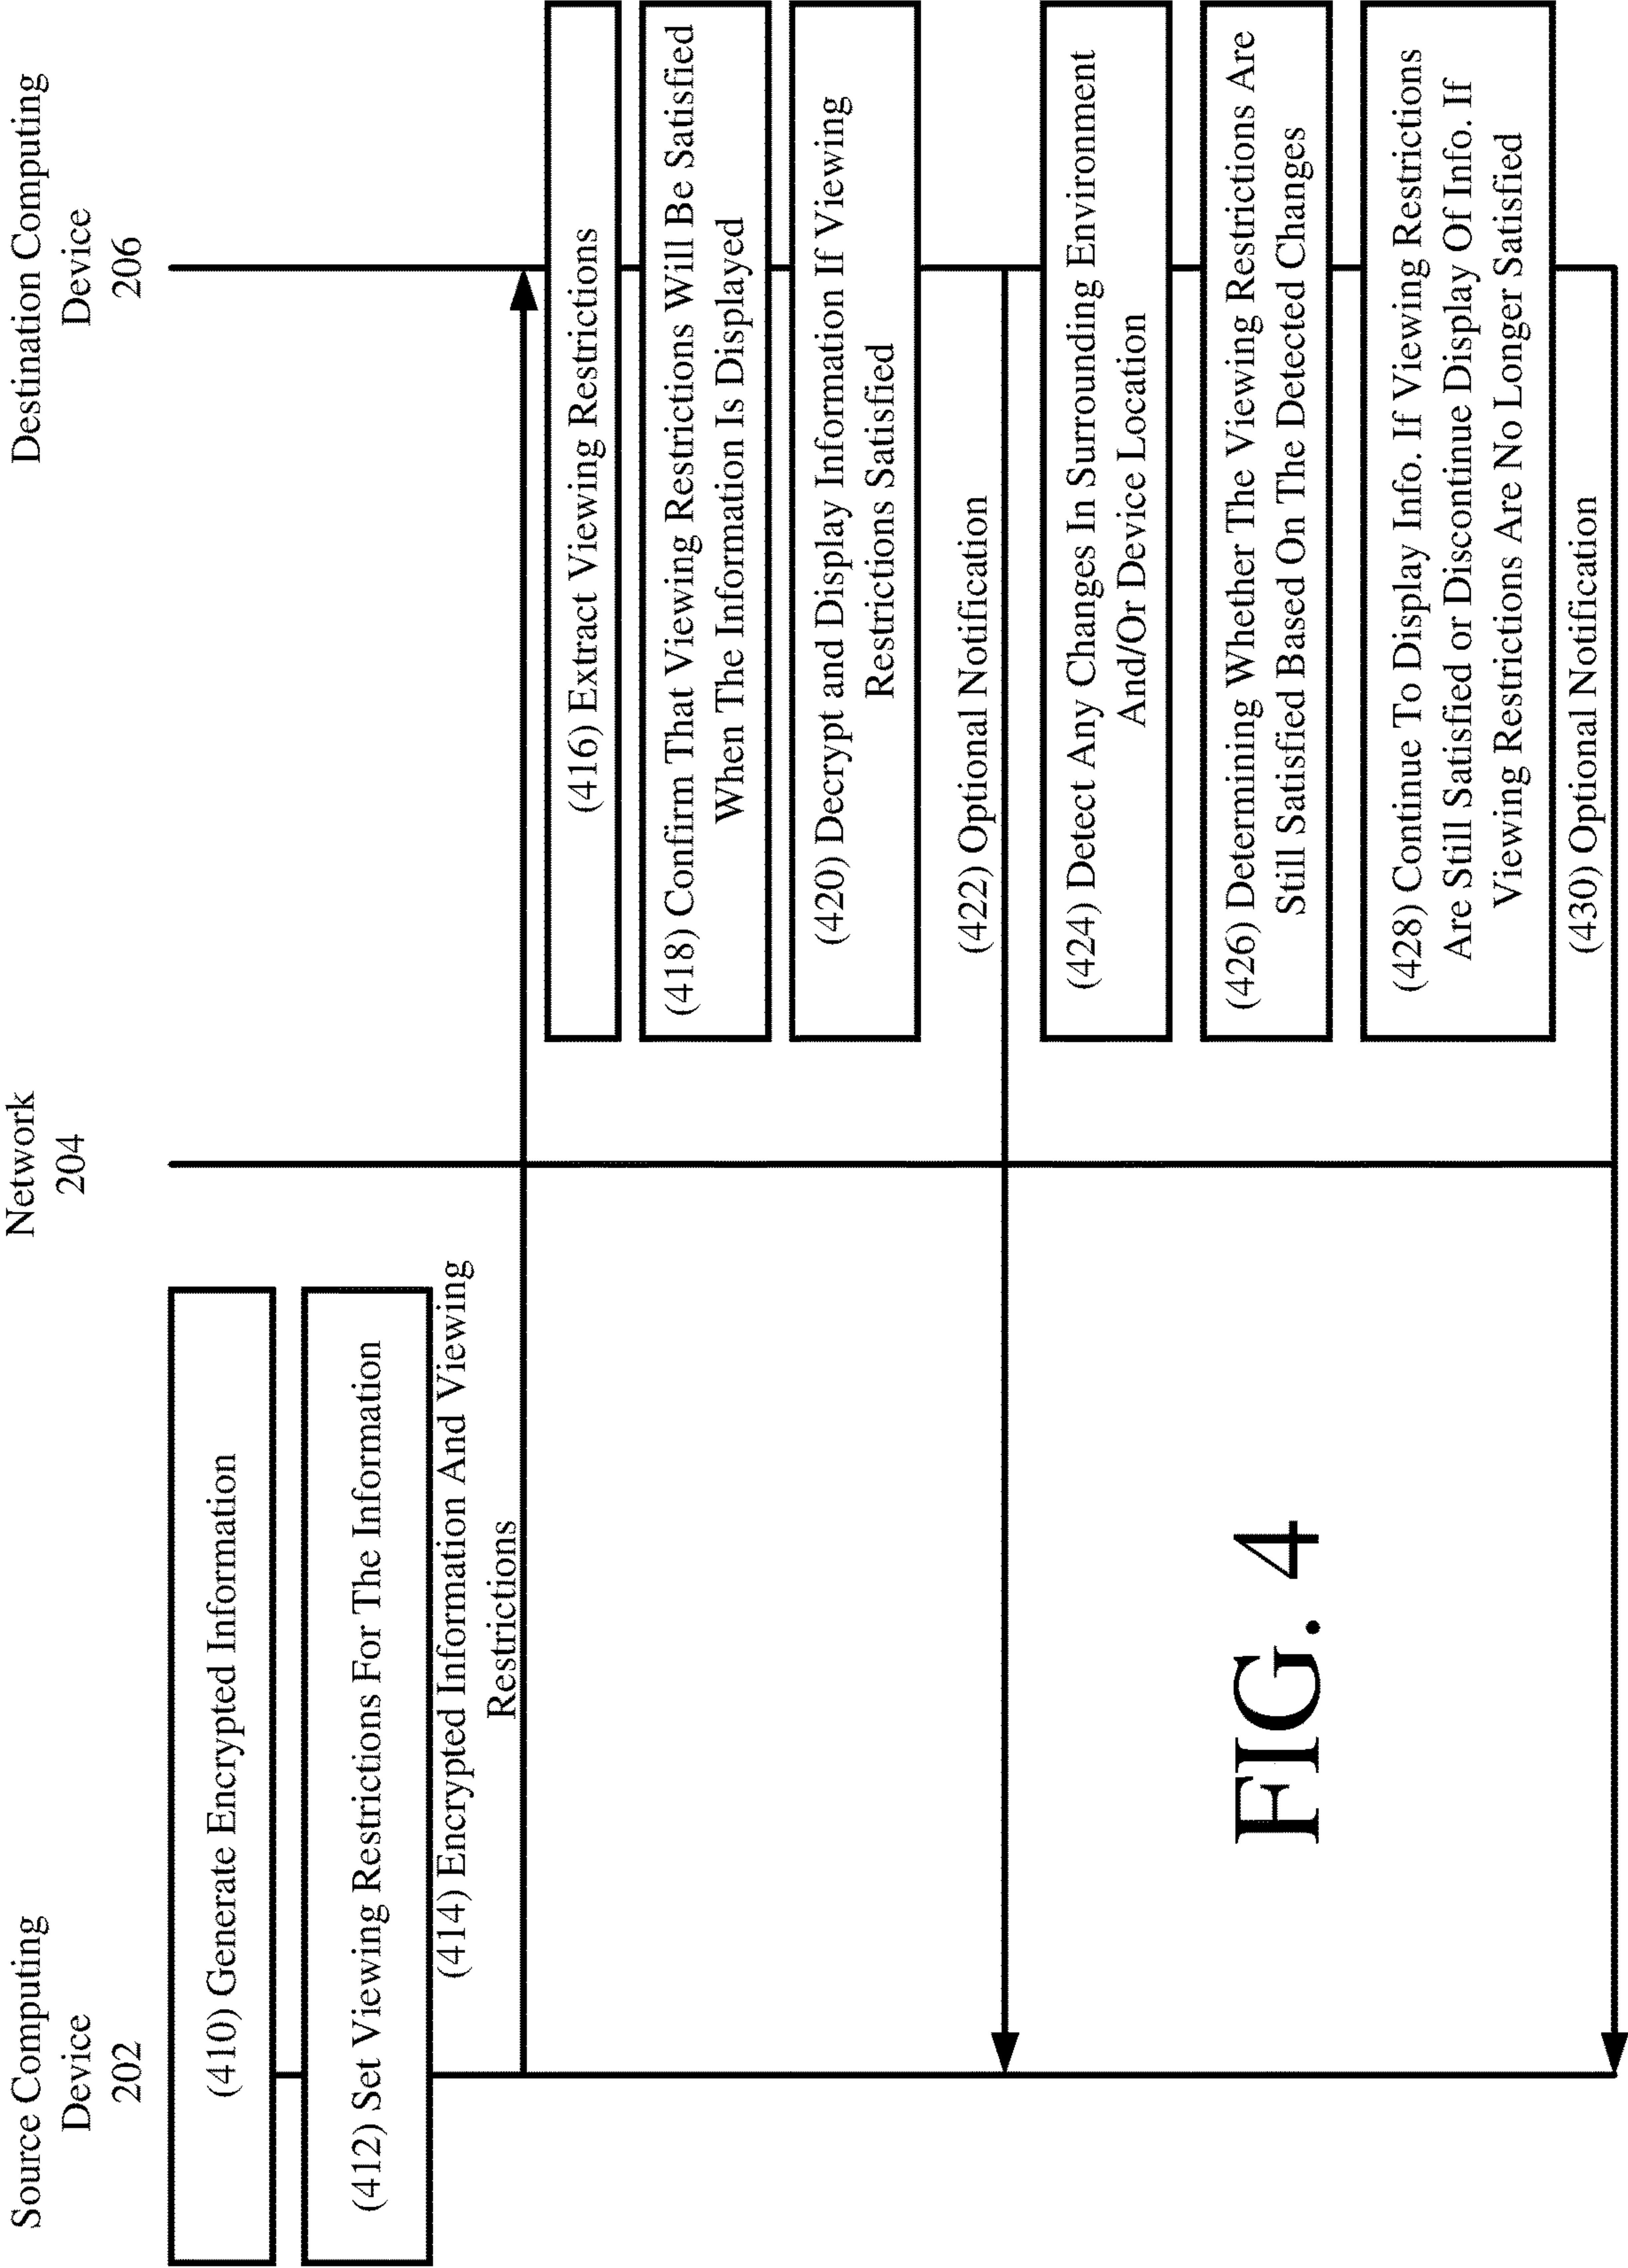 Source Computing
Device
202
Network
204
Destination Computing
Device
206
(410) Generate Encrypted Information
(412) Set Viewing Restrictions For The Information
(414) Encrypted Information And Viewing
Restrictions
(416) Extract Viewing Restrictions
(418) Confirm That Viewing Restrictions Will Be Satisfied
When The Information Is Displayed
(420) Decrypt and Display Information If Viewing
Restrictions Satisfied
(422) Optional Notification
(424) Detect Any Changes In Surrounding Environment
And/Or Device Location
(426) Determining Whether The Viewing Restrictions Are
Still Satisfied Based On The Detected Changes
(428) Continue To Display Info. If Viewing Restrictions
Are Still Satisfied or Discontinue Display Of Info. If
Viewing Restrictions Are No Longer Satisfied
(430) Optional Notification
FIG. 4